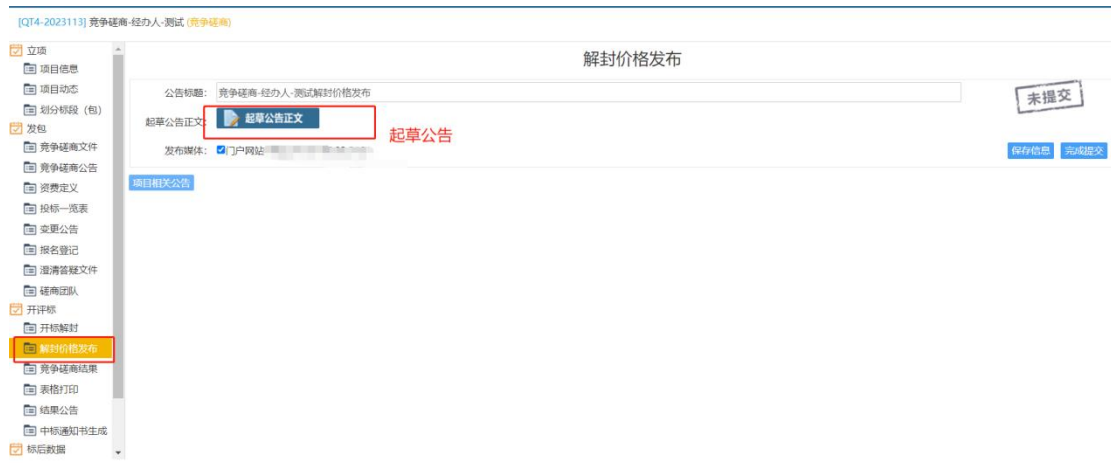 [QT4-2023113] 竞争磋商-经办人-测试 (竞争磋商)
立项
项目信息
项目动态
划分标段（包）
发包
竞争磋商文件
竞争磋商公告
资费定义
投标一览表
变更公告
报名登记
澄清答疑文件
磋商团队
开评标
开标解封
解封价格发布
竞争磋商结果
表格打印
结果公告
中标通知书生成
标后数据
解封价格发布
公告标题： 竞争磋商-经办人-测试解封价格发布
未提交
起草公告正文： 起草公告正文
起草公告
发布媒体： 门户网站
保存信息 完成提交
项目相关公告